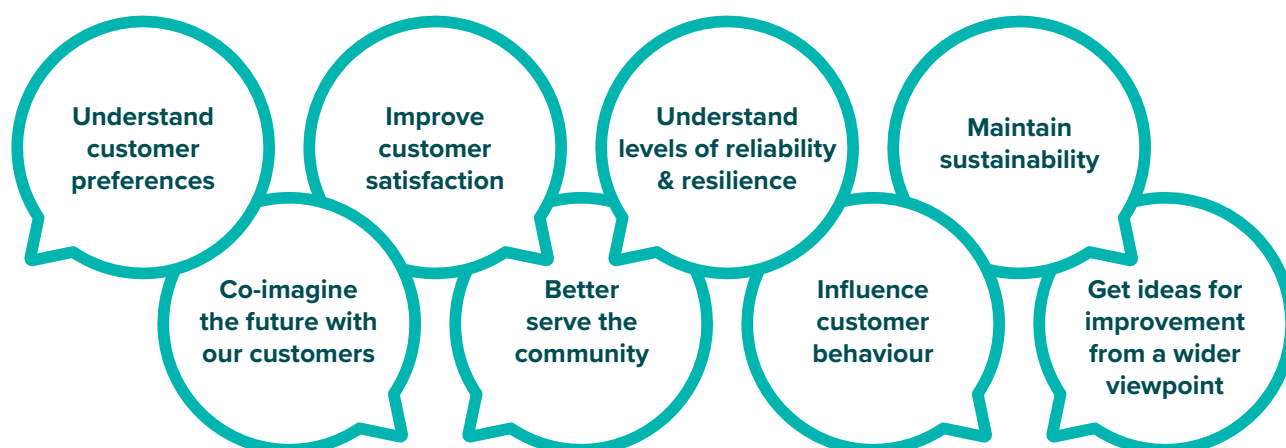 Understand
customer
preferences
Improve
customer
satisfaction
Understand
levels of reliability
& resilience
Maintain
sustainability
Co-imagine
the future with
our customers
Better
serve the
community
Influence
customer
behaviour
Get ideas for
improvement
from a wider
viewpoint